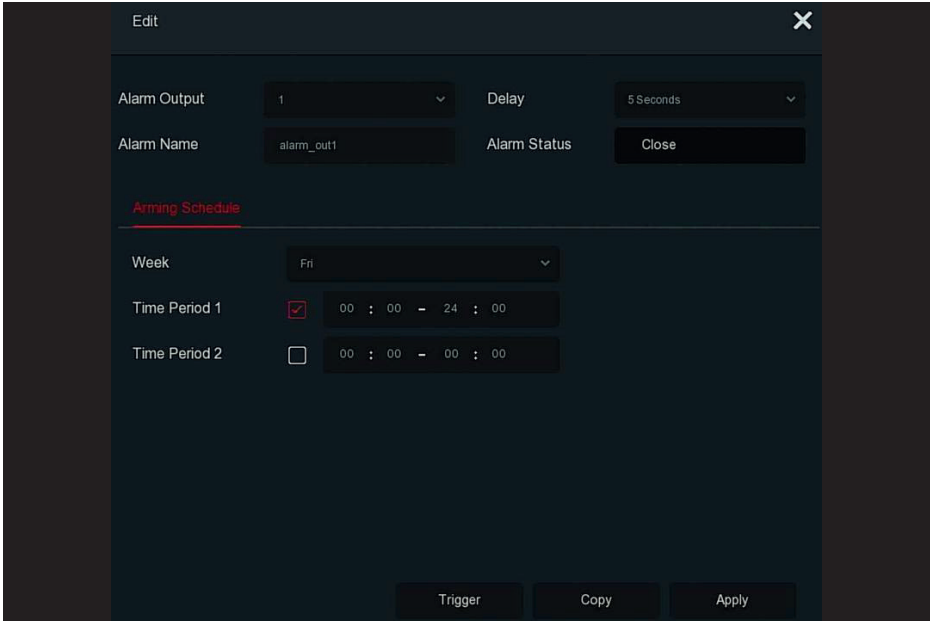 Edit
Alarm Output 1 Delay 5 Seconds
Alarm Name alarm_out1 Alarm Status Close
Arming Schedule
Week Fri
Time Period 1 00 : 00 - 24 : 00
Time Period 2 00 : 00 - 00 : 00
Trigger Copy Apply